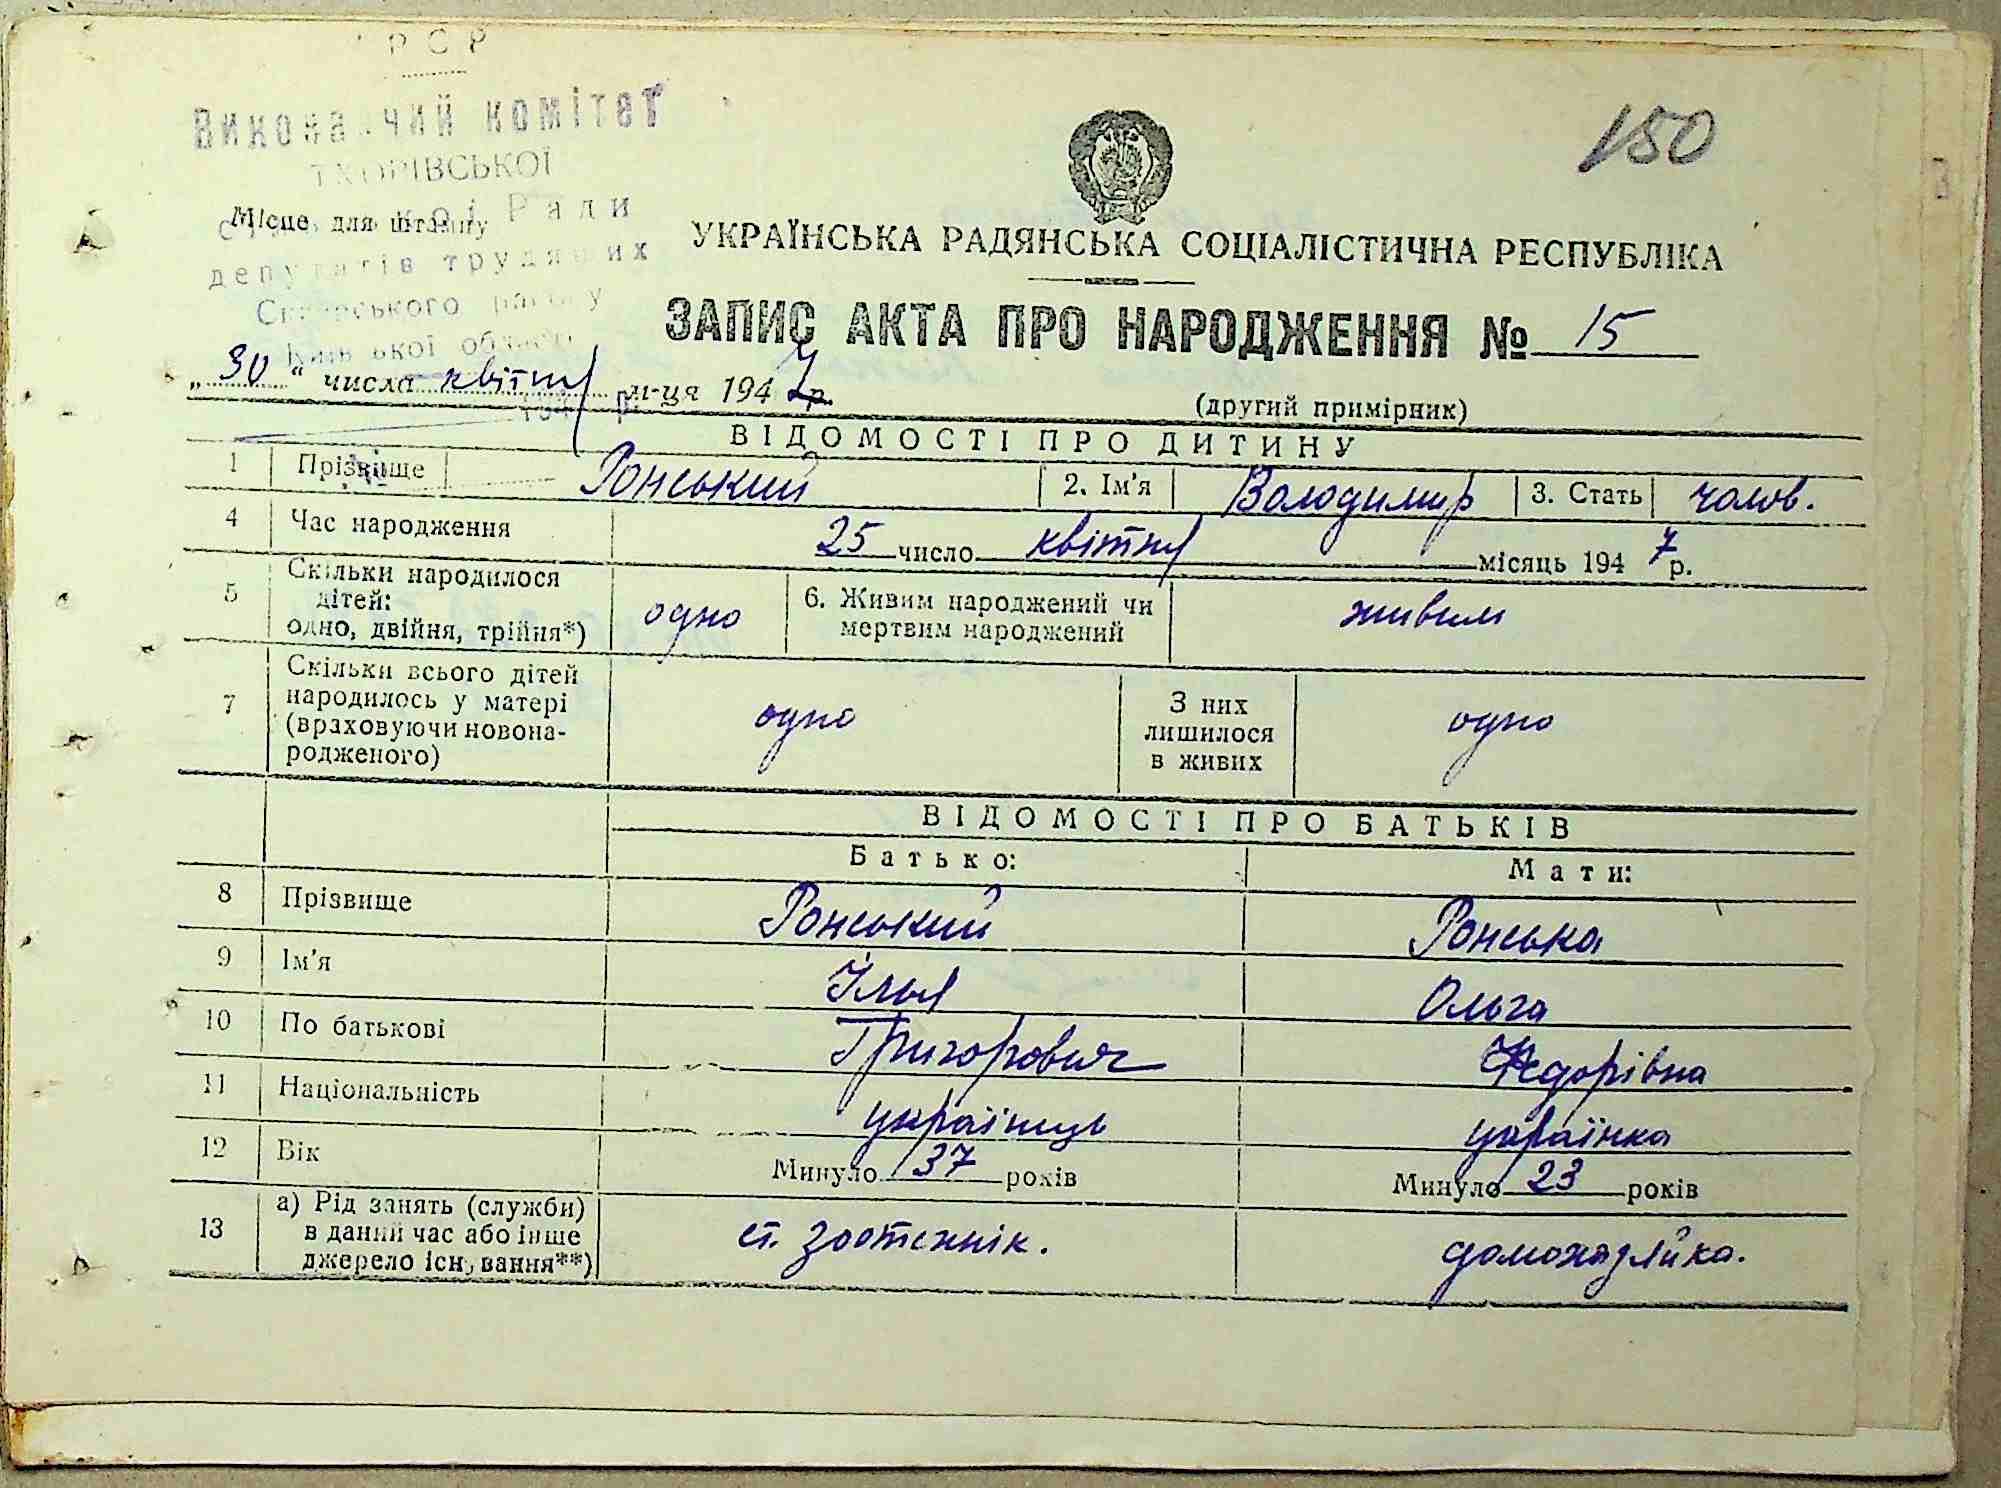 РСР
Виконавчий комітет
ТХОРІВСЬКОЇ
Ради
Місце для штампу
депутатів трудящих
Сквирського району
Київської області
150
УКРАЇНСЬКА РАДЯНСЬКА СОЦІАЛІСТИЧНА РЕСПУБЛІКА
ЗАПИС АКТА ПРО НАРОДЖЕННЯ № 15
„30“ числа квітня м-ця 1947 р.
(другий примірник)
ВІДОМОСТІ ПРО ДИТИНУ
1 Прізвище Ронський 2. Ім'я Володимир 3. Стать чолов.
4 Час народження 25 число квітня місяць 1947 р.
5 Скільки народилося дітей: одно, двійня, трійня*) одно 6. Живим народжений чи мертвим народжений живим
7 Скільки всього дітей народилось у матері (враховуючи новонародженого) одно З них лишилося в живих одно
ВІДОМОСТІ ПРО БАТЬКІВ
Батько: Мати:
8 Прізвище Ронський Ронська
9 Ім'я Ілья Ольга
10 По батькові Григорович Федорівна
11 Національність українець українка
12 Вік Минуло 37 років Минуло 23 років
13 а) Рід занять (служби) в даний час або інше джерело існування**) ст. зоотехнік. домохазяйка.